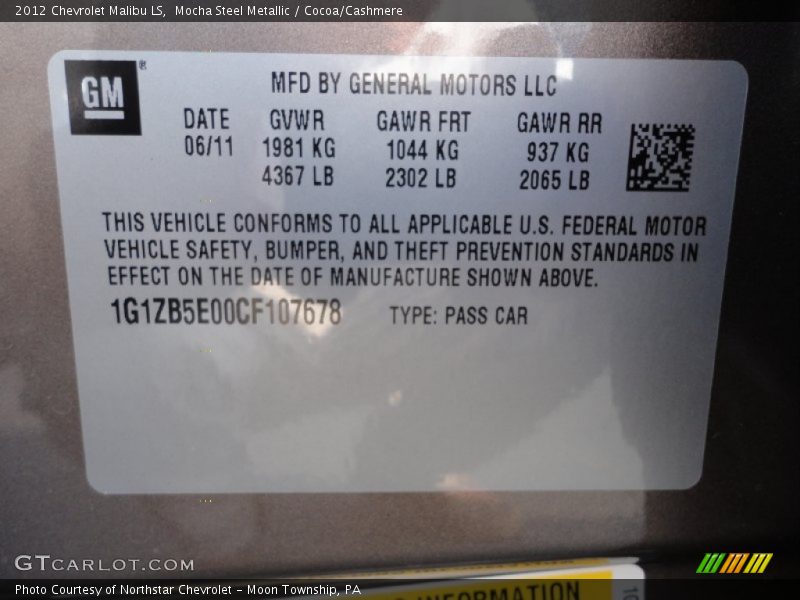 2012 Chevrolet Malibu LS, Mocha Steel Metallic / Cocoa/Cashmere
GM ®
MFD BY GENERAL MOTORS LLC
DATE GVWR GAWR FRT GAWR RR
06/11 1981 KG 1044 KG 937 KG
4367 LB 2302 LB 2065 LB
THIS VEHICLE CONFORMS TO ALL APPLICABLE U.S. FEDERAL MOTOR
VEHICLE SAFETY, BUMPER, AND THEFT PREVENTION STANDARDS IN
EFFECT ON THE DATE OF MANUFACTURE SHOWN ABOVE.
1G1ZB5E00CF107678 TYPE: PASS CAR
GTCARLOT.COM
INFORMATION
Photo Courtesy of Northstar Chevrolet - Moon Township, PA